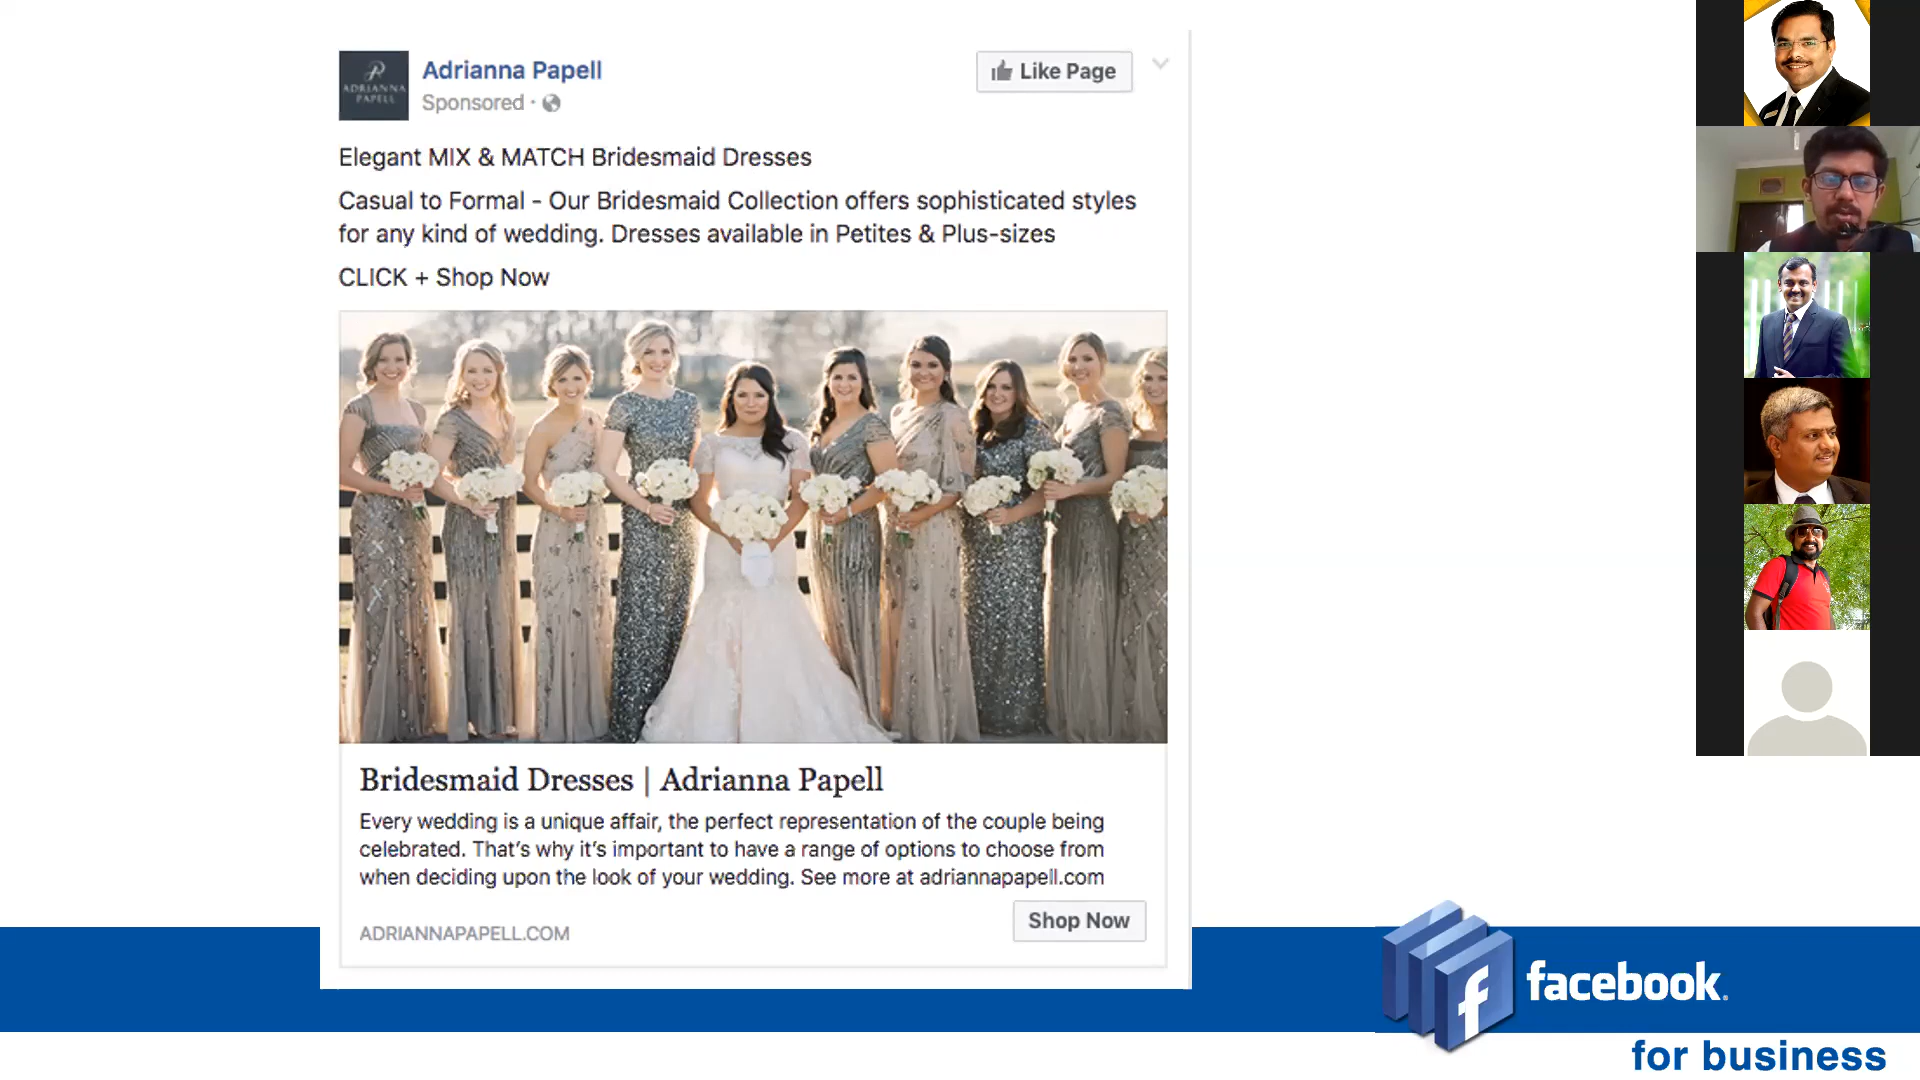 ADRIANNA
PAPELL
Adrianna Papell
Sponsored ·
Like Page
Elegant MIX & MATCH Bridesmaid Dresses
Casual to Formal - Our Bridesmaid Collection offers sophisticated styles
for any kind of wedding. Dresses available in Petites & Plus-sizes
CLICK + Shop Now
Bridesmaid Dresses | Adrianna Papell
Every wedding is a unique affair, the perfect representation of the couple being
celebrated. That's why it's important to have a range of options to choose from
when deciding upon the look of your wedding. See more at adriannapapell.com
ADRIANNAPAPELL.COM
Shop Now
f
facebook.
for business